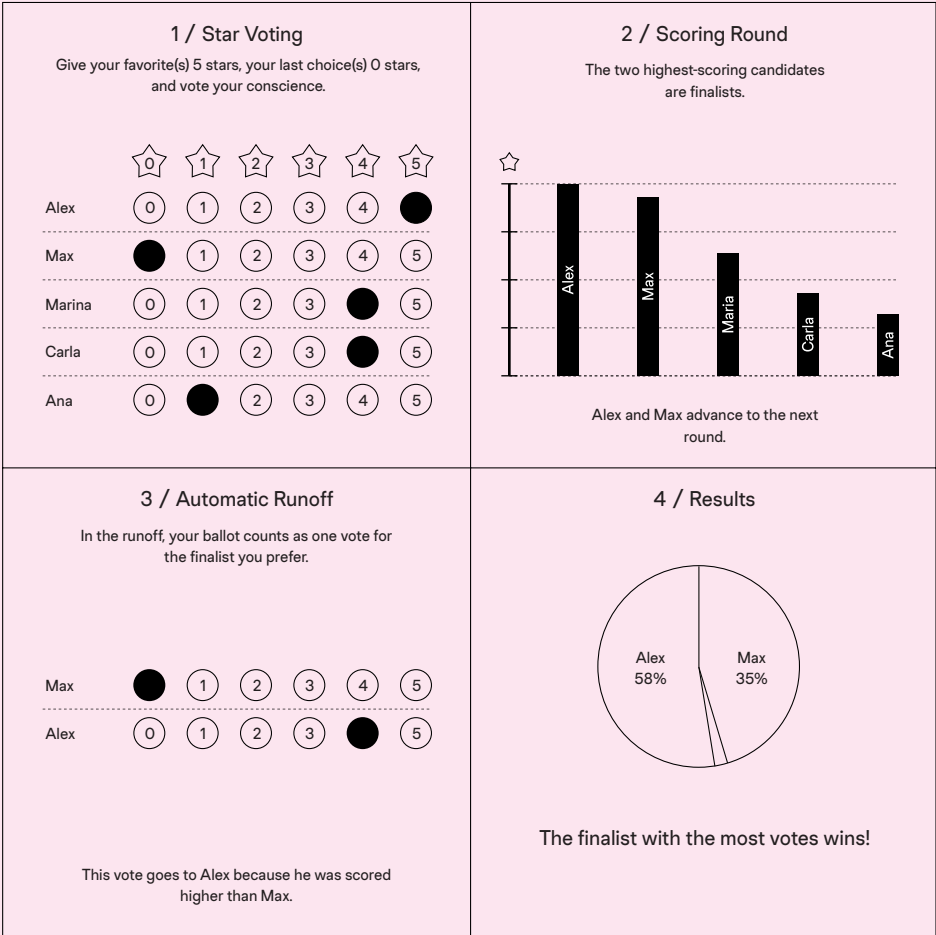 1 / Star Voting
Give your favorite(s) 5 stars, your last choice(s) 0 stars,
and vote your conscience.
0 1 2 3 4 5
Alex 0 1 2 3 4
Max 1 2 3 4 5
Marina 0 1 2 3 5
Carla 0 1 2 3 5
Ana 0 2 3 4 5
2 / Scoring Round
The two highest-scoring candidates
are finalists.
Alex
Max
Maria
Carla
Ana
Alex and Max advance to the next
round.
3 / Automatic Runoff
In the runoff, your ballot counts as one vote for
the finalist you prefer.
Max 1 2 3 4 5
Alex 0 1 2 3 5
This vote goes to Alex because he was scored
higher than Max.
4 / Results
Alex
58%
Max
35%
The finalist with the most votes wins!